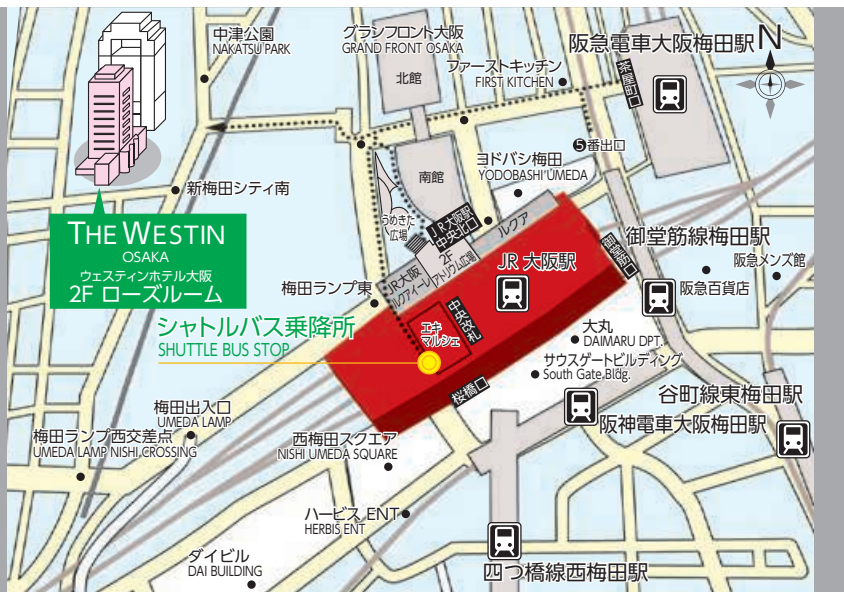 中津公園
NAKATSU PARK
グランフロント大阪
GRAND FRONT OSAKA
北館
ファーストキッチン
FIRST KITCHEN
阪急電車大阪梅田駅
N
茶屋町口
❺番出口
ヨドバシ梅田
YODOBASHI UMEDA
南館
新梅田シティ南
うめきた
広場
JR大阪駅
中央北口
ルクア
2F
アトリウム広場
THE WESTIN
OSAKA
ウェスティンホテル大阪
2F ローズルーム
JR大阪
ルクアイーレ
JR 大阪駅
御堂筋口
御堂筋線梅田駅
阪急メンズ館
阪急百貨店
梅田ランプ東
シャトルバス乗降所
SHUTTLE BUS STOP
エキ
マルシェ
中央改札
大丸
DAIMARU DPT.
サウスゲートビルディング
South Gate.Bldg.
桜橋口
谷町線東梅田駅
阪神電車大阪梅田駅
梅田出入口
UMEDA LAMP
梅田ランプ西交差点
UMEDA LAMP NISHI CROSSING
西梅田スクエア
NISHI UMEDA SQUARE
ハービス ENT
HERBIS ENT
ダイビル
DAI BUILDING
四つ橋線西梅田駅